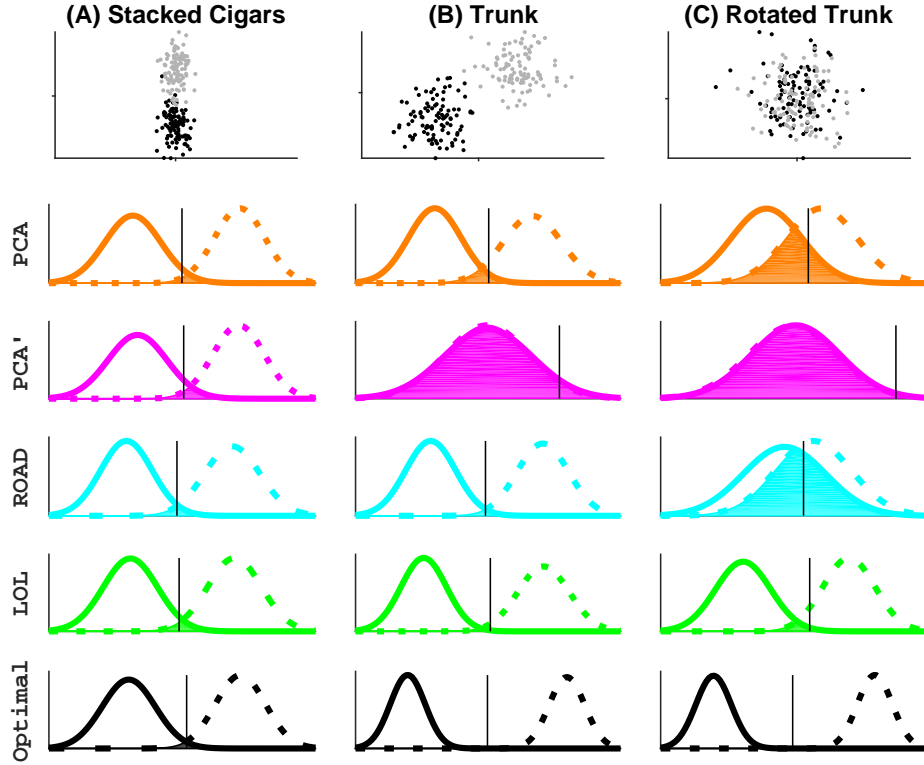 (A) Stacked Cigars
(B) Trunk
(C) Rotated Trunk
PCA
PCA'
ROAD
LOL
Optimal